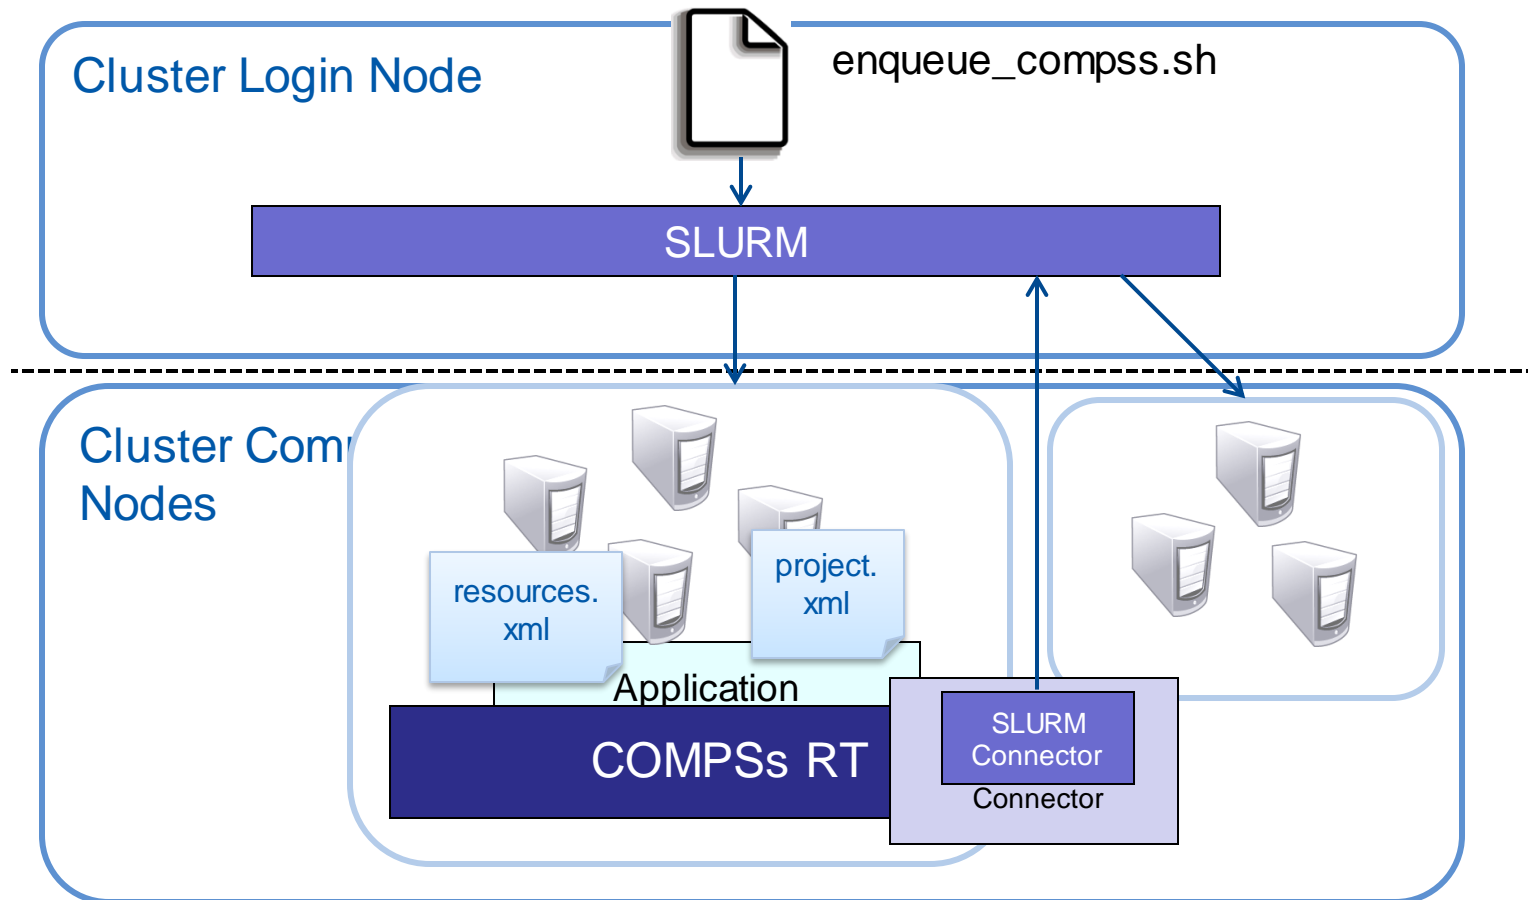 Cluster Login Node
enqueue_compss.sh
SLURM
Cluster Com
Nodes
resources.
xml
project.
xml
Application
COMPSs RT
SLURM
Connector
Connector